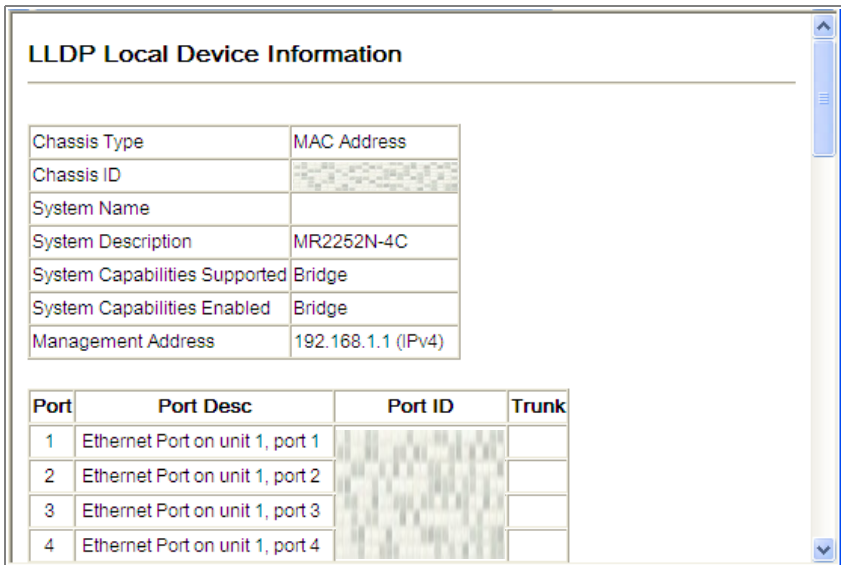 LLDP Local Device Information
Chassis Type MAC Address
Chassis ID
System Name
System Description MR2252N-4C
System Capabilities Supported Bridge
System Capabilities Enabled Bridge
Management Address 192.168.1.1 (IPv4)
Port Port Desc Port ID Trunk
1 Ethernet Port on unit 1, port 1
2 Ethernet Port on unit 1, port 2
3 Ethernet Port on unit 1, port 3
4 Ethernet Port on unit 1, port 4